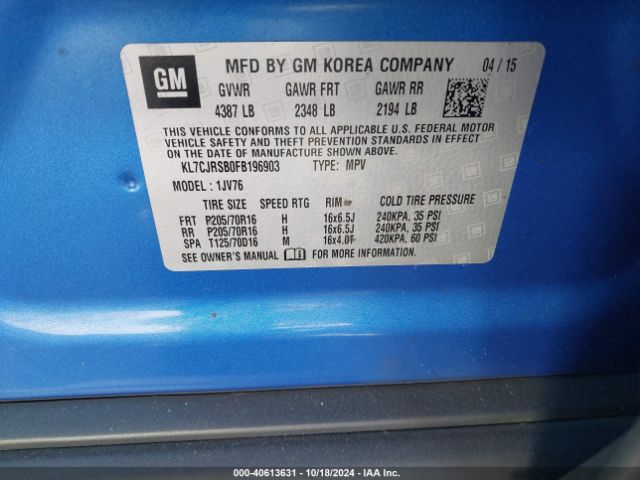 GM
MFD BY GM KOREA COMPANY 04 / 15
GVWR GAWR FRT GAWR RR
4387 LB 2348 LB 2194 LB
THIS VEHICLE CONFORMS TO ALL APPLICABLE U.S. FEDERAL MOTOR
VEHICLE SAFETY, BUMPER, AND THEFT PREVENTION STANDARDS IN EFFECT
ON THE DATE OF MANUFACTURE SHOWN ABOVE.
KL7CJRSB0FB196903 TYPE: MPV
MODEL : 1JV76
TIRE SIZE SPEED RTG RIM COLD TIRE PRESSURE
FRT P205/70R16 H 16x6.5J 240KPA, 35 PSI
RR P205/70R16 H 16x6.5J 240KPA, 35 PSI
SPA T125/70D16 M 16x4.0T 420KPA, 60 PSI
SEE OWNER'S MANUAL FOR MORE INFORMATION.
000-40613631 - 10/18/2024 - IAA Inc.